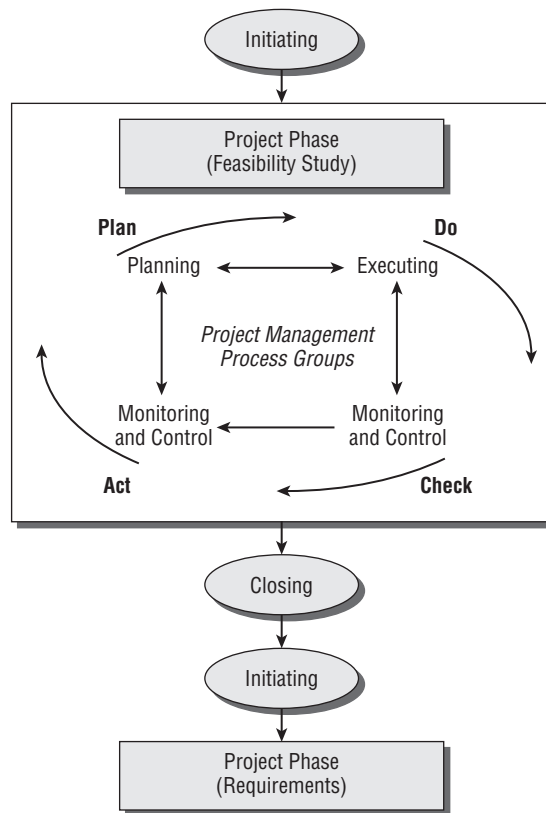 Initiating
Project Phase
(Feasibility Study)
Plan
Do
Planning
Executing
Project Management
Process Groups
Monitoring
and Control
Monitoring
and Control
Act
Check
Closing
Initiating
Project Phase
(Requirements)